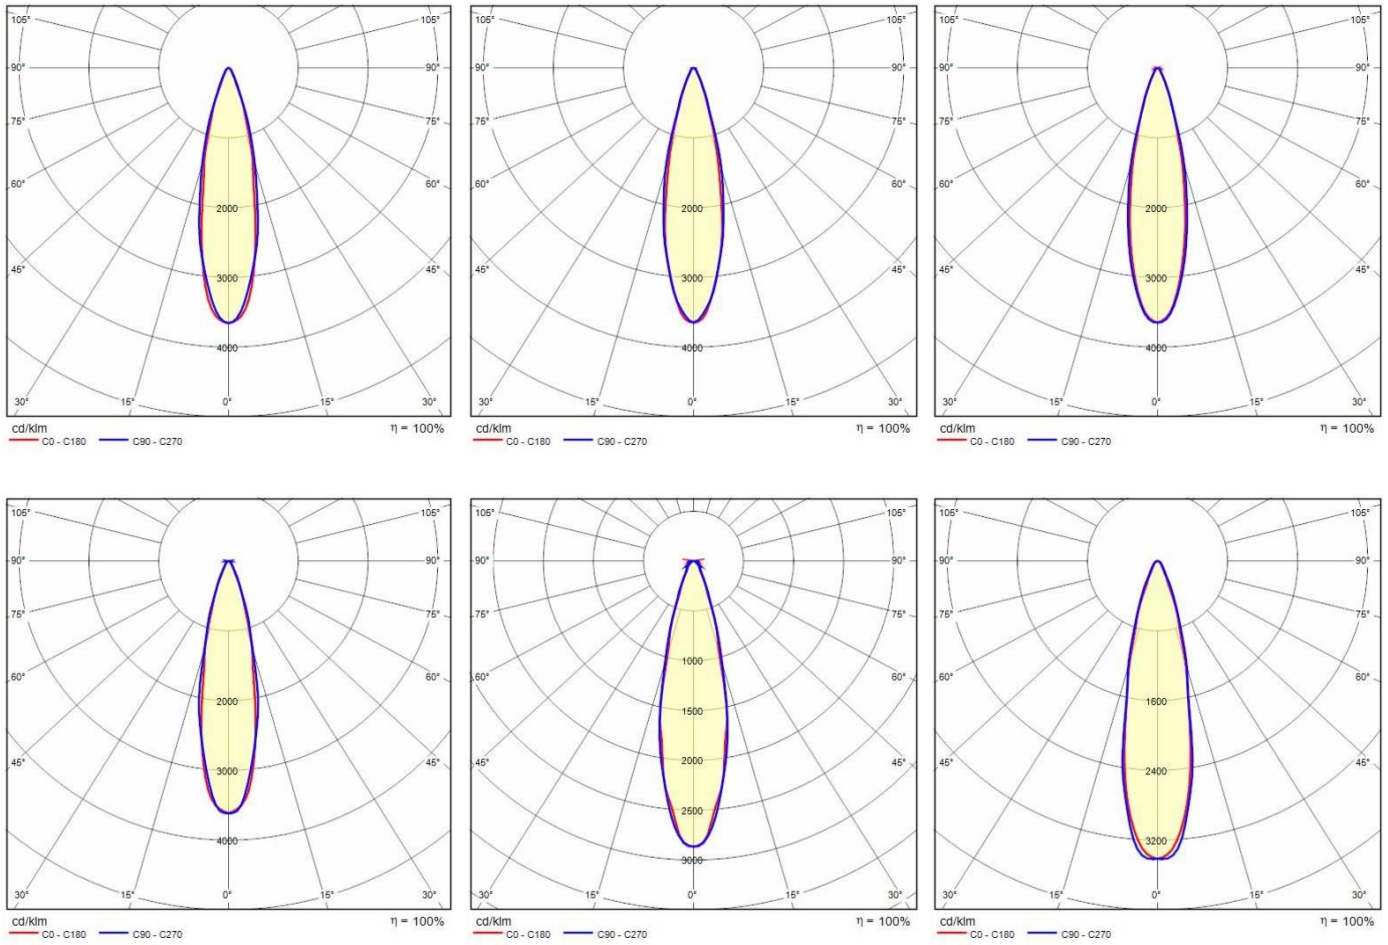 105° 105° 105° 105° 105° 105°
90° 90° 90° 90° 90° 90°
75° 75° 75° 75° 75° 75°
60° 60° 60° 60° 60° 60°
2000 2000 2000
45° 45° 45° 45° 45° 45°
3000 3000 3000
4000 4000 4000
30° 15° 0° 15° 30° 30° 15° 0° 15° 30° 30° 15° 0° 15° 30°
cd/klm η = 100% cd/klm η = 100% cd/klm η = 100%
C0 - C180 C90 - C270 C0 - C180 C90 - C270 C0 - C180 C90 - C270
105° 105° 105° 105° 105° 105°
90° 90° 90° 90° 90° 90°
75° 75° 75° 75° 75° 75°
1000
60° 60° 60° 60° 60° 60°
2000 1500 1600
45° 45° 2000 45° 45° 45° 45°
3000 2400
2500
4000 3000 3200
30° 15° 0° 15° 30° 30° 15° 0° 15° 30° 30° 15° 0° 15° 30°
cd/klm η = 100% cd/klm η = 100% cd/klm η = 100%
C0 - C180 C90 - C270 C0 - C180 C90 - C270 C0 - C180 C90 - C270